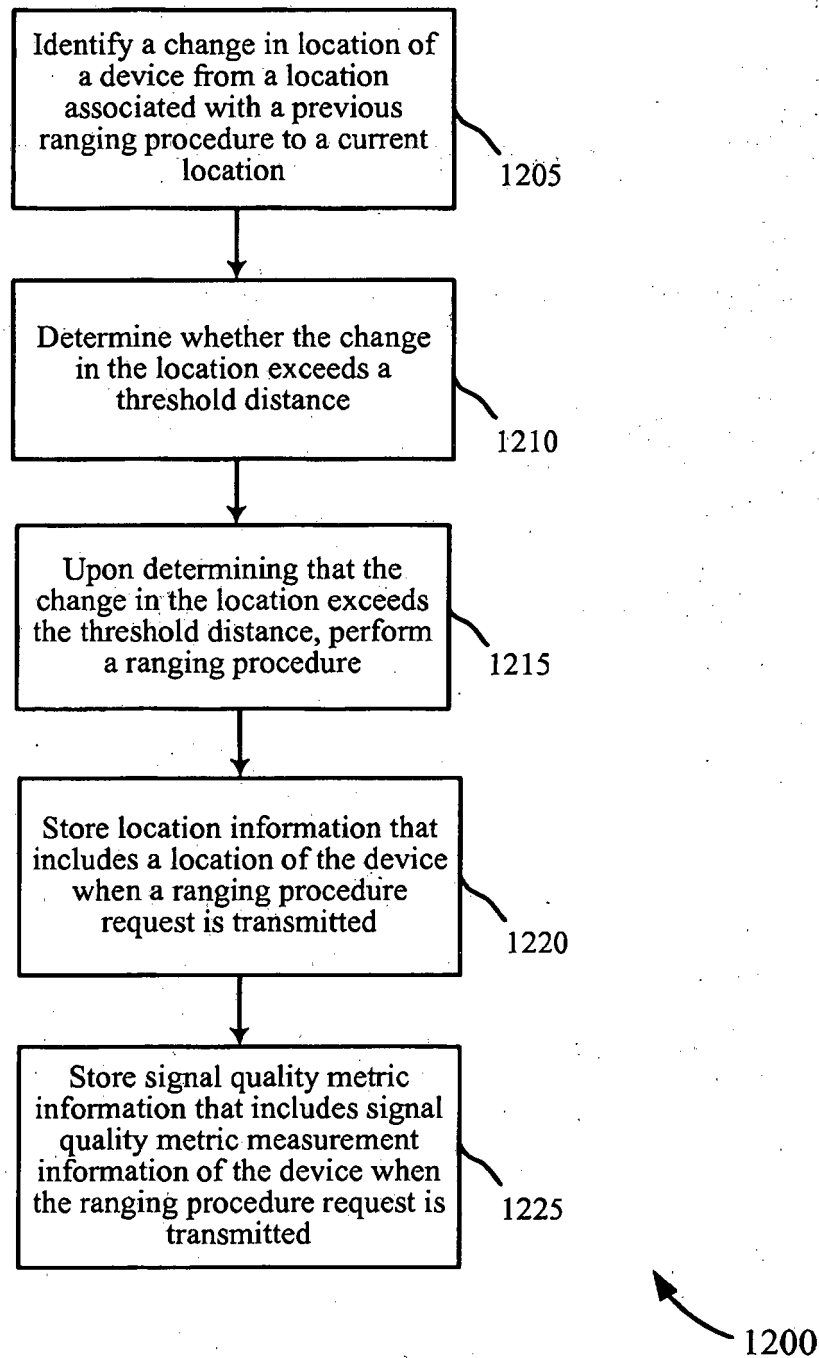 Identify a change in location of
a device from a location
associated with a previous
ranging procedure to a current
location
1205
Determine whether the change
in the location exceeds a
threshold distance
1210
Upon determining that the
change in the location exceeds
the threshold distance, perform
a ranging procedure
1215
Store location information that
includes a location of the device
when a ranging procedure
request is transmitted
1220
Store signal quality metric
information that includes signal
quality metric measurement
information of the device when
the ranging procedure request is
transmitted
1225
1200